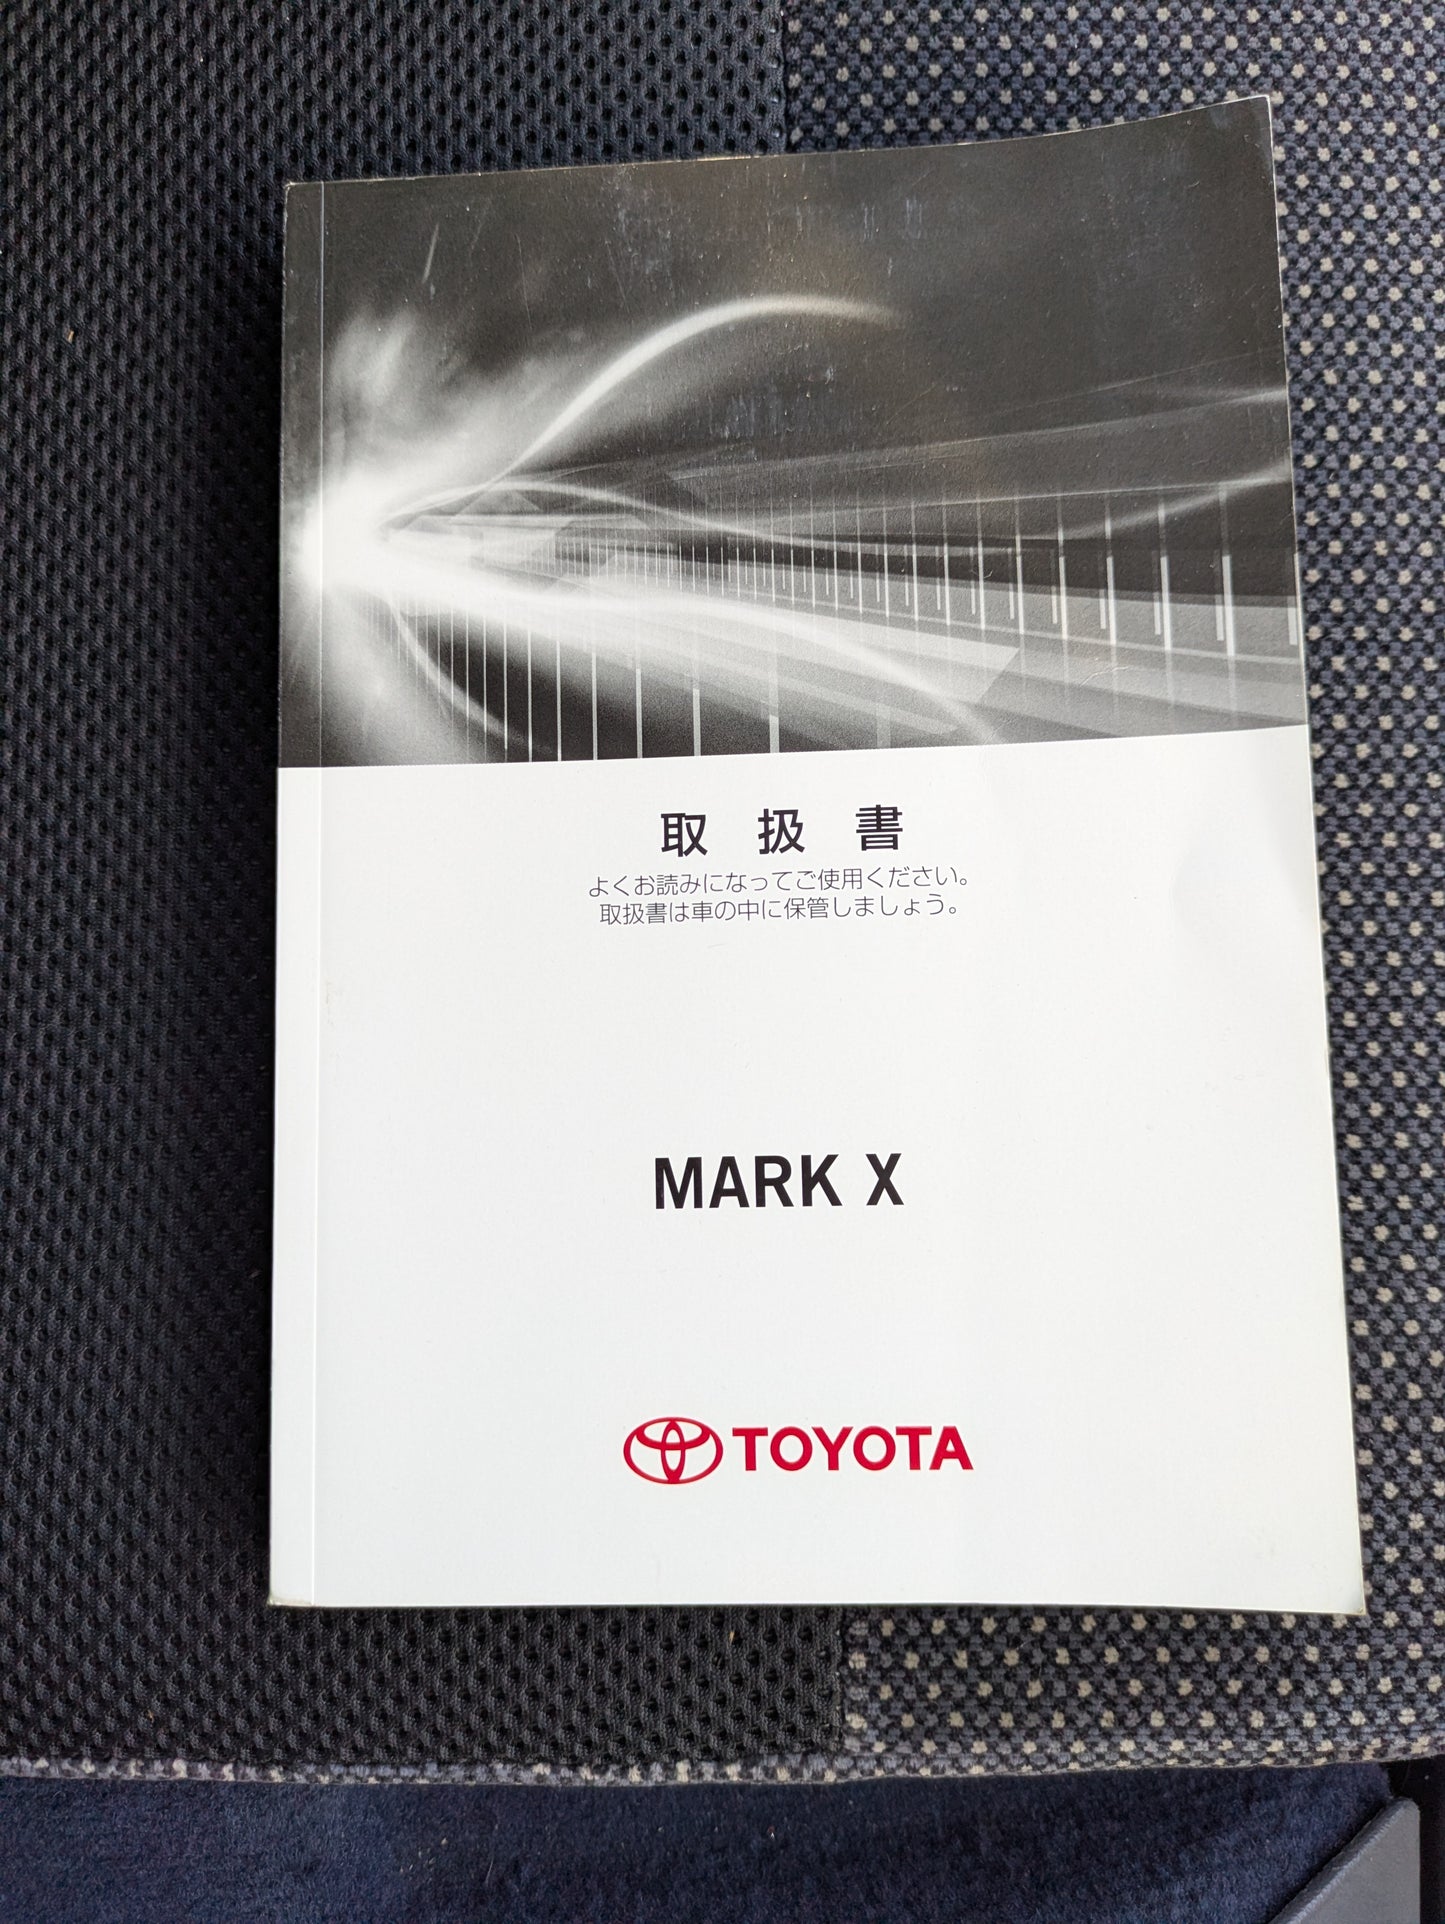 取扱書
よくお読みになってご使用ください。
取扱書は車の中に保管しましょう。
MARK X
TOYOTA